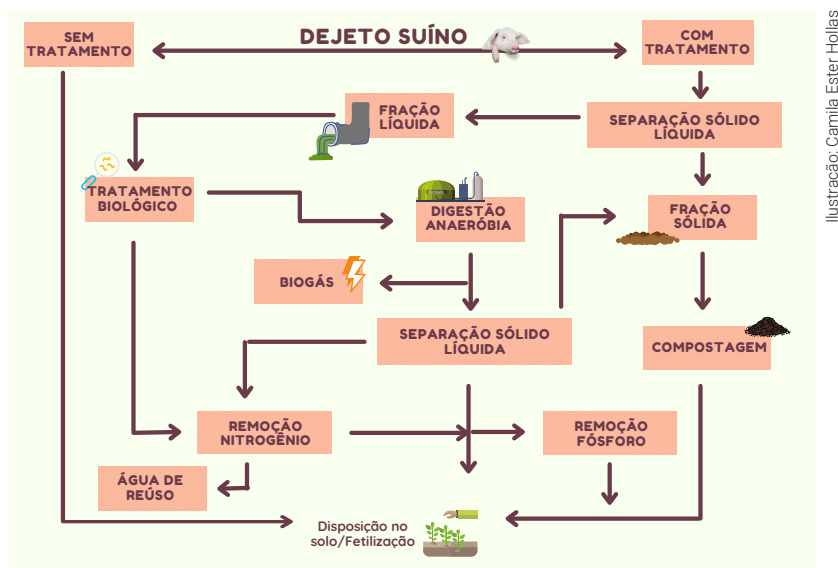 DEJETO SUÍNO
SEM
TRATAMENTO
COM
TRATAMENTO
FRAÇÃO
LÍQUIDA
SEPARAÇÃO SÓLIDO
LÍQUIDA
TRATAMENTO
BIOLÓGICO
DIGESTÃO
ANAERÓBIA
FRAÇÃO
SÓLIDA
BIOGÁS
SEPARAÇÃO SÓLIDO
LÍQUIDA
COMPOSTAGEM
REMOÇÃO
NITROGÊNIO
REMOÇÃO
FÓSFORO
ÁGUA DE
REÚSO
Disposição no
solo/Fetilização
Ilustração: Camila Ester Hollas